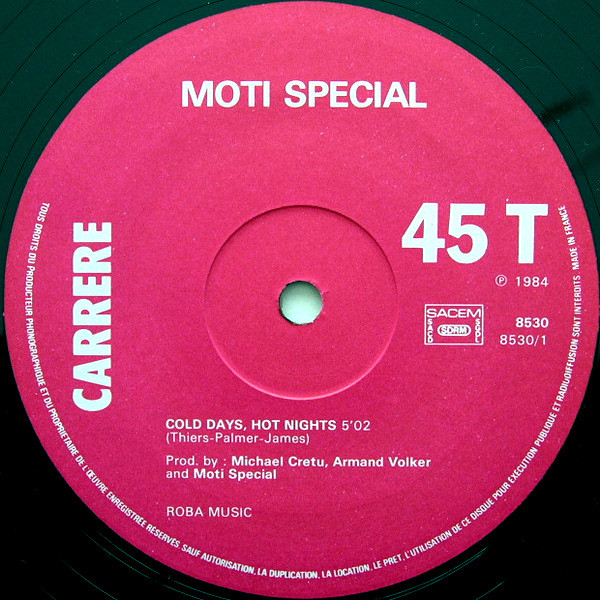 MOTI SPECIAL
CARRERE
45 T
℗ 1984
SACEM
SACD
SDRM
SGDL
8530
8530/1
COLD DAYS, HOT NIGHTS 5'02
(Thiers-Palmer-James)
Prod. by : Michael Cretu, Armand Volker
and Moti Special
ROBA MUSIC
TOUS DROITS DU PRODUCTEUR PHONOGRAPHIQUE ET DU PROPRIETAIRE DE L'ŒUVRE ENREGISTREE RESERVES SAUF AUTORISATION, LA DUPLICATION, LA LOCATION, LE PRET, L'UTILISATION DE CE DISQUE POUR EXECUTION PUBLIQUE ET RADIODIFFUSION SONT INTERDITS MADE IN FRANCE